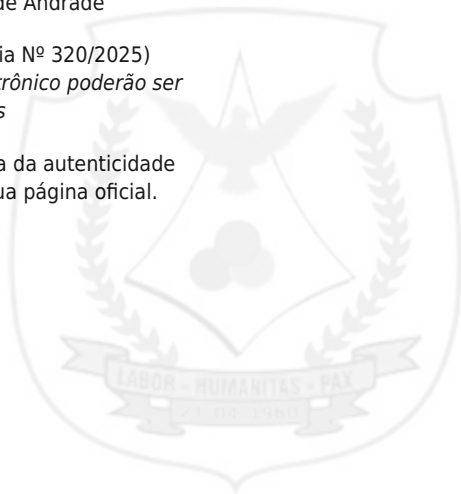 de Andrade
ia Nº 320/2025)
trônico poderão ser
s
a da autenticidade
ua página oficial.
LABOR - HUMANITAS - PAX